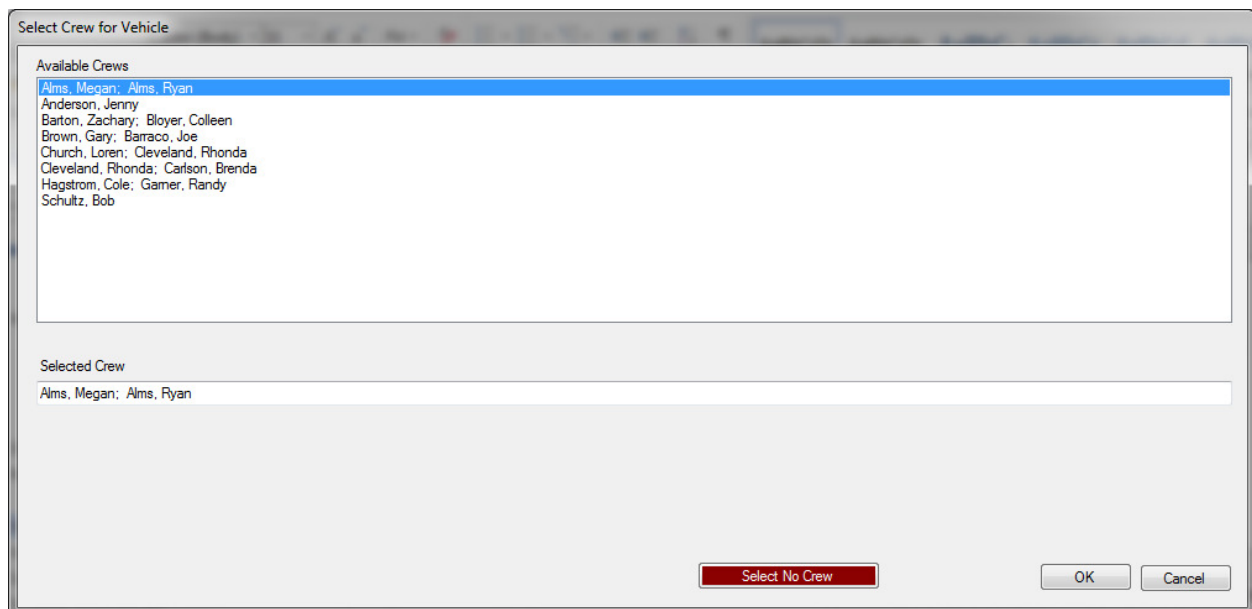 Select Crew for Vehicle
Available Crews
Alms, Megan;  Alms, Ryan
Anderson, Jenny
Barton, Zachary;  Bloyer, Colleen
Brown, Gary;  Barraco, Joe
Church, Loren;  Cleveland, Rhonda
Cleveland, Rhonda;  Carlson, Brenda
Hagstrom, Cole;  Garner, Randy
Schultz, Bob
Selected Crew
Alms, Megan;  Alms, Ryan
Select No Crew
OK
Cancel